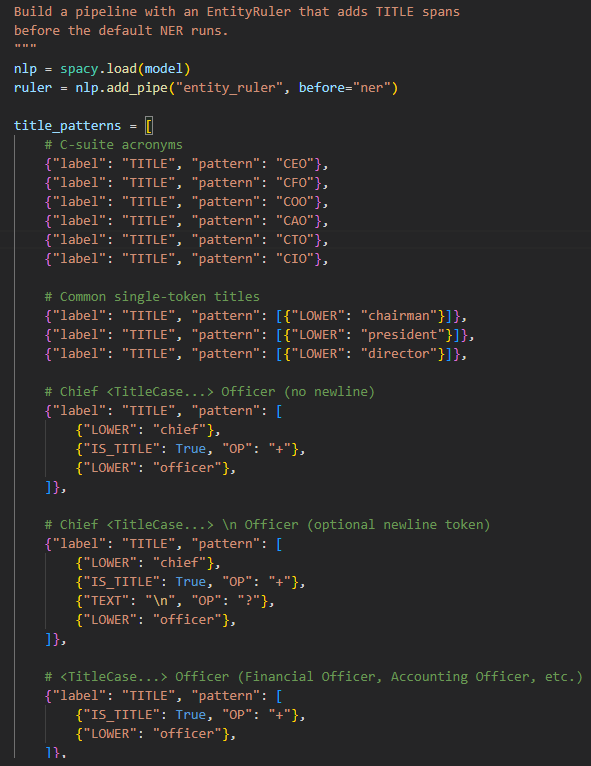 Build a pipeline with an EntityRuler that adds TITLE spans
before the default NER runs.
"""
nlp = spacy.load(model)
ruler = nlp.add_pipe("entity_ruler", before="ner")

title_patterns = [
    # C-suite acronyms
    {"label": "TITLE", "pattern": "CEO"},
    {"label": "TITLE", "pattern": "CFO"},
    {"label": "TITLE", "pattern": "COO"},
    {"label": "TITLE", "pattern": "CAO"},
    {"label": "TITLE", "pattern": "CTO"},
    {"label": "TITLE", "pattern": "CIO"},

    # Common single-token titles
    {"label": "TITLE", "pattern": [{"LOWER": "chairman"}]},
    {"label": "TITLE", "pattern": [{"LOWER": "president"}]},
    {"label": "TITLE", "pattern": [{"LOWER": "director"}]},

    # Chief <TitleCase...> Officer (no newline)
    {"label": "TITLE", "pattern": [
        {"LOWER": "chief"},
        {"IS_TITLE": True, "OP": "+"},
        {"LOWER": "officer"},
    ]},

    # Chief <TitleCase...> \n Officer (optional newline token)
    {"label": "TITLE", "pattern": [
        {"LOWER": "chief"},
        {"IS_TITLE": True, "OP": "+"},
        {"TEXT": "\n", "OP": "?"},
        {"LOWER": "officer"},
    ]},

    # <TitleCase...> Officer (Financial Officer, Accounting Officer, etc.)
    {"label": "TITLE", "pattern": [
        {"IS_TITLE": True, "OP": "+"},
        {"LOWER": "officer"},
    ]},